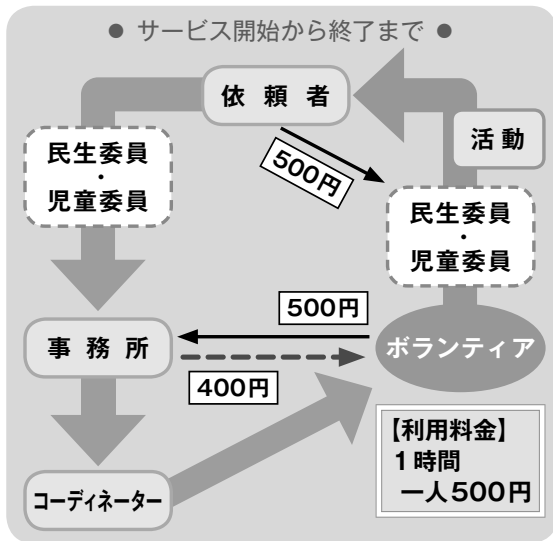 ● サービス開始から終了まで ●
依頼者
活動
500円
民生委員
・
児童委員
民生委員
・
児童委員
500円
事務所
ボランティア
400円
【利用料金】
1時間
一人500円
コーディネーター